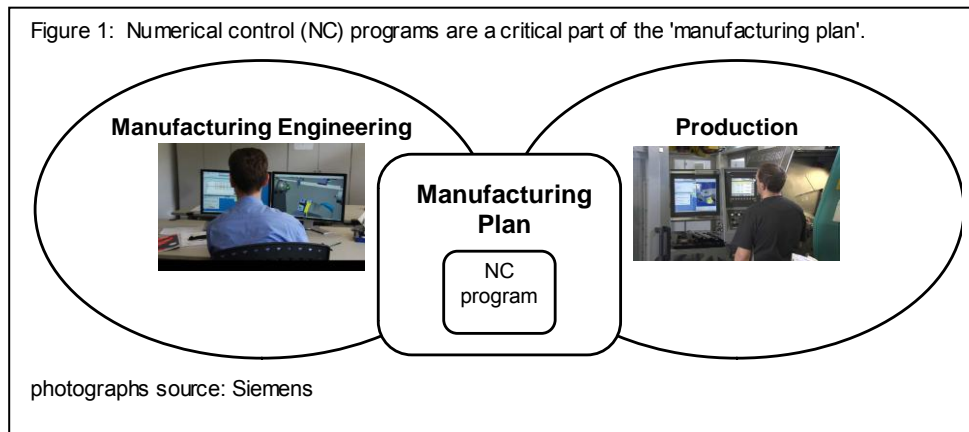 Figure 1: Numerical control (NC) programs are a critical part of the 'manufacturing plan'.
Manufacturing Engineering
Production
Manufacturing
Plan
NC
program
photographs source: Siemens